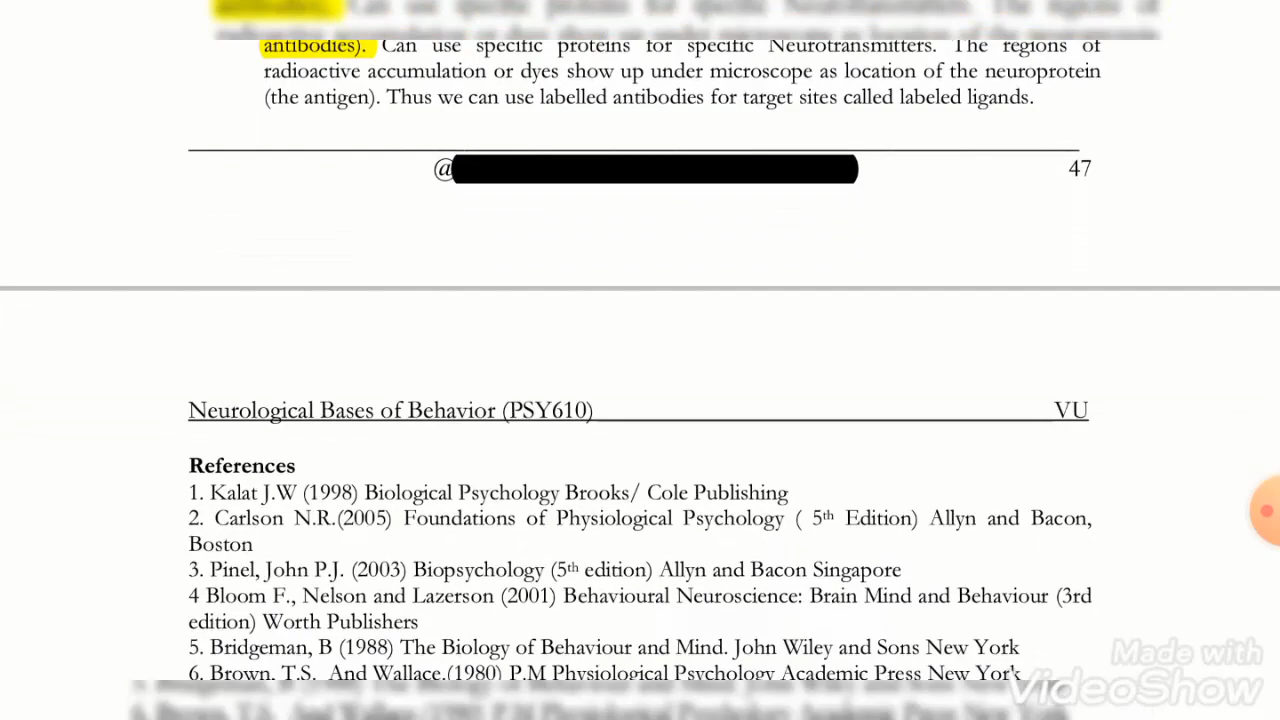 antibodies). Can use specific proteins for specific Neurotransmitters. The regions of
radioactive accumulation or dyes show up under microscope as location of the neuroprotein
(the antigen). Thus we can use labelled antibodies for target sites called labeled ligands.
@
47
Neurological Bases of Behavior (PSY610) VU
References
1. Kalat J.W (1998) Biological Psychology Brooks/ Cole Publishing
2. Carlson N.R.(2005) Foundations of Physiological Psychology ( 5th Edition) Allyn and Bacon,
Boston
3. Pinel, John P.J. (2003) Biopsychology (5th edition) Allyn and Bacon Singapore
4 Bloom F., Nelson and Lazerson (2001) Behavioural Neuroscience: Brain Mind and Behaviour (3rd
edition) Worth Publishers
5. Bridgeman, B (1988) The Biology of Behaviour and Mind. John Wiley and Sons New York
6. Brown, T.S. And Wallace.(1980) P.M Physiological Psychology Academic Press New York
Made with
VideoShow